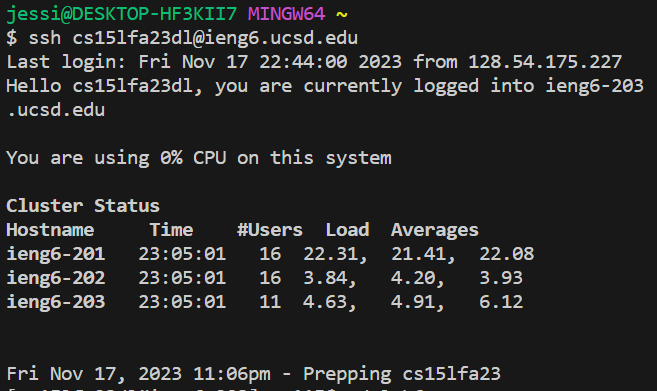 jessi@DESKTOP-HF3KII7 MINGW64 ~
$ ssh cs15lfa23dl@ieng6.ucsd.edu
Last login: Fri Nov 17 22:44:00 2023 from 128.54.175.227
Hello cs15lfa23dl, you are currently logged into ieng6-203
.ucsd.edu
You are using 0% CPU on this system
Cluster Status
Hostname     Time    #Users  Load  Averages
ieng6-201   23:05:01   16  22.31,  21.41,  22.08
ieng6-202   23:05:01   16  3.84,   4.20,   3.93
ieng6-203   23:05:01   11  4.63,   4.91,   6.12
Fri Nov 17, 2023 11:06pm - Prepping cs15lfa23